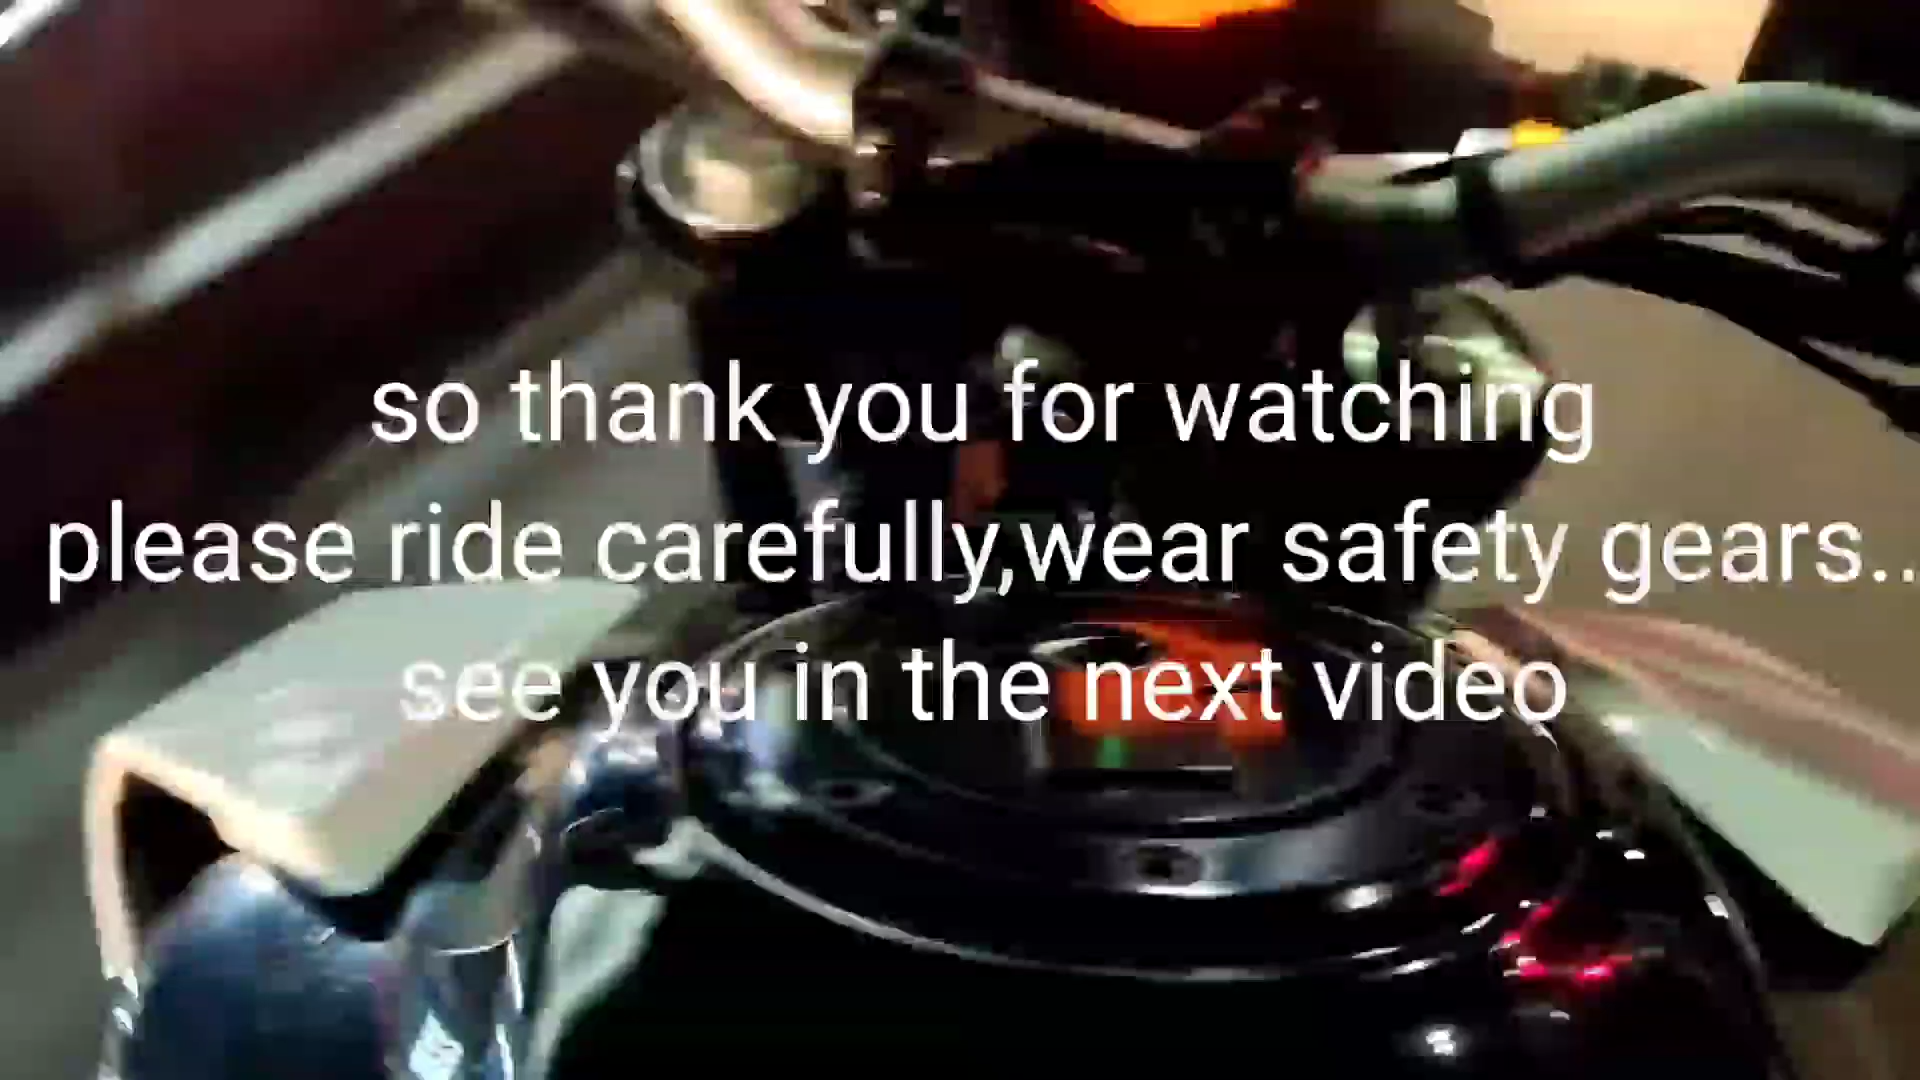 so thank you for watching
please ride carefully,wear safety gears..
see you in the next video